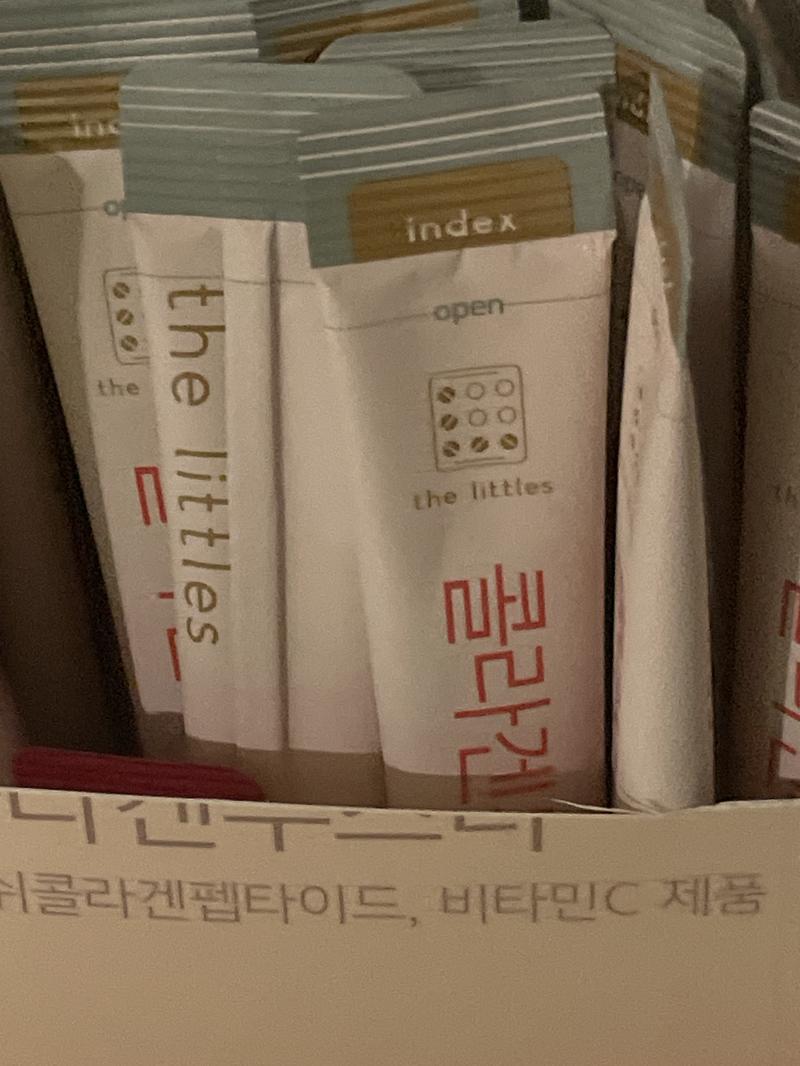 index
open
the littles
콜라겐
the littles
the
콜라겐펩타이드, 비타민C 제품